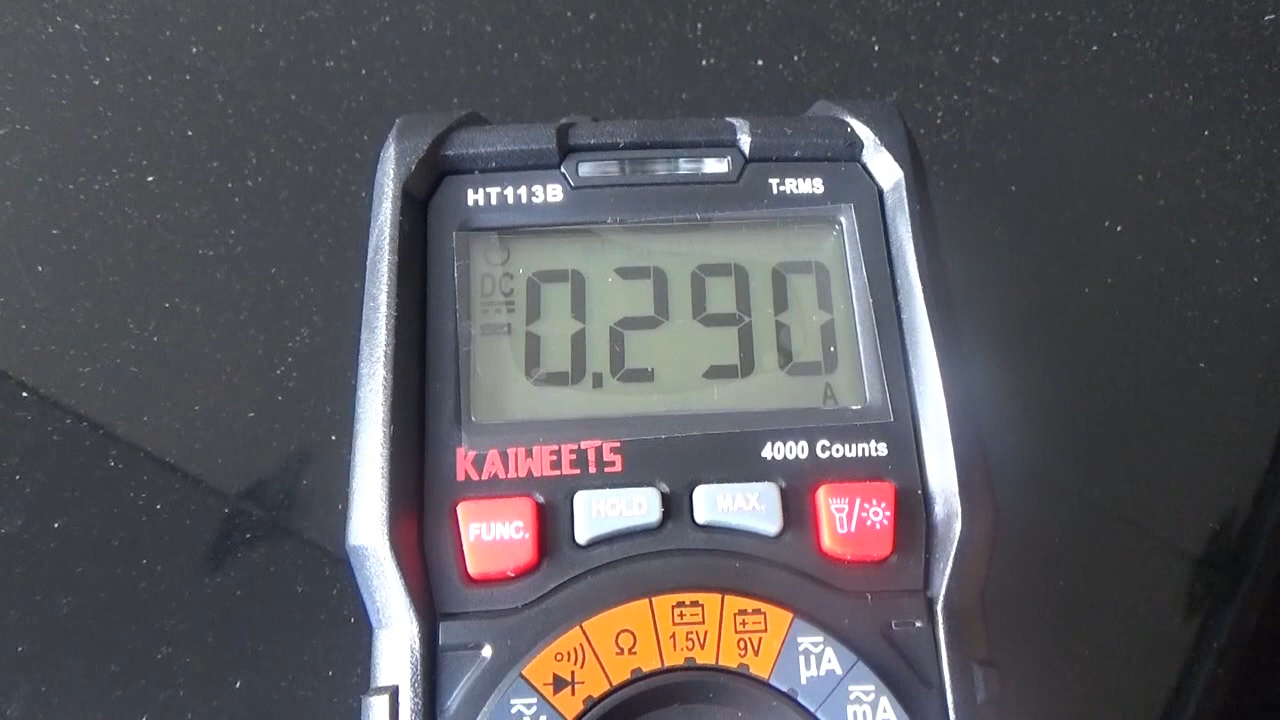 HT113B
T-RMS
DC
0.290
A
KAIWEETS
4000 Counts
FUNC.
HOLD
MAX.
Ω
1.5V
9V
µA
mA